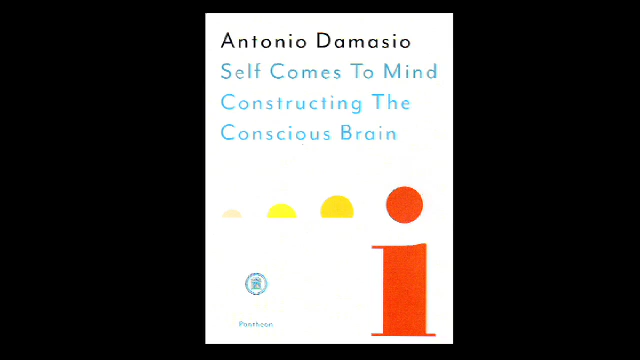 Antonio Damasio
Self Comes To Mind
Constructing The
Conscious Brain
i
Pantheon